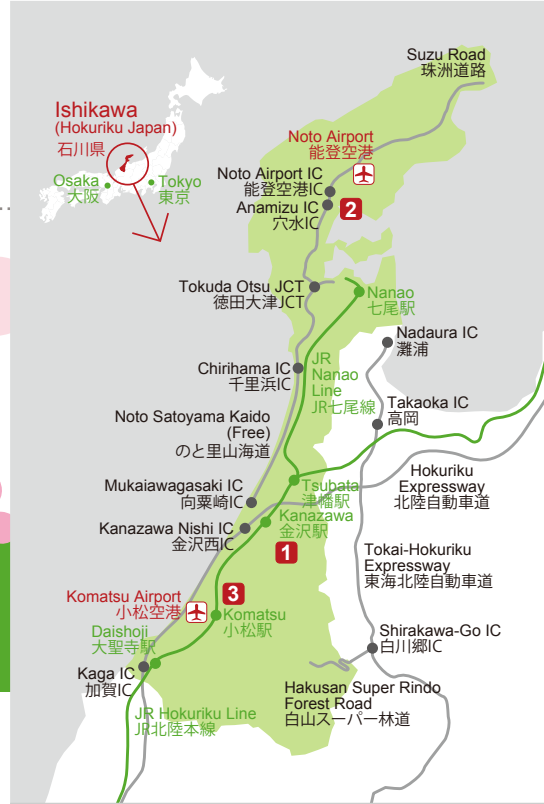 Suzu Road
珠洲道路
Ishikawa
(Hokuriku Japan)
石川県
Osaka
大阪
Tokyo
東京
Noto Airport
能登空港
Noto Airport IC
能登空港IC
Anamizu IC
穴水IC
2
Tokuda Otsu JCT
徳田大津JCT
Nanao
七尾駅
Nadaura IC
灘浦
Chirihama IC
千里浜IC
JR
Nanao
Line
JR七尾線
Takaoka IC
高岡
Noto Satoyama Kaido
(Free)
のと里山海道
Hokuriku
Expressway
北陸自動車道
Mukaiawagasaki IC
向粟崎IC
Tsubata
津幡駅
Kanazawa Nishi IC
金沢西IC
Kanazawa
金沢駅
1
Tokai-Hokuriku
Expressway
東海北陸自動車道
Komatsu Airport
小松空港
3
Komatsu
小松駅
Daishoji
大聖寺駅
Shirakawa-Go IC
白川郷IC
Kaga IC
加賀IC
Hakusan Super Rindo
Forest Road
白山スーパー林道
JR Hokuriku Line
JR北陸本線